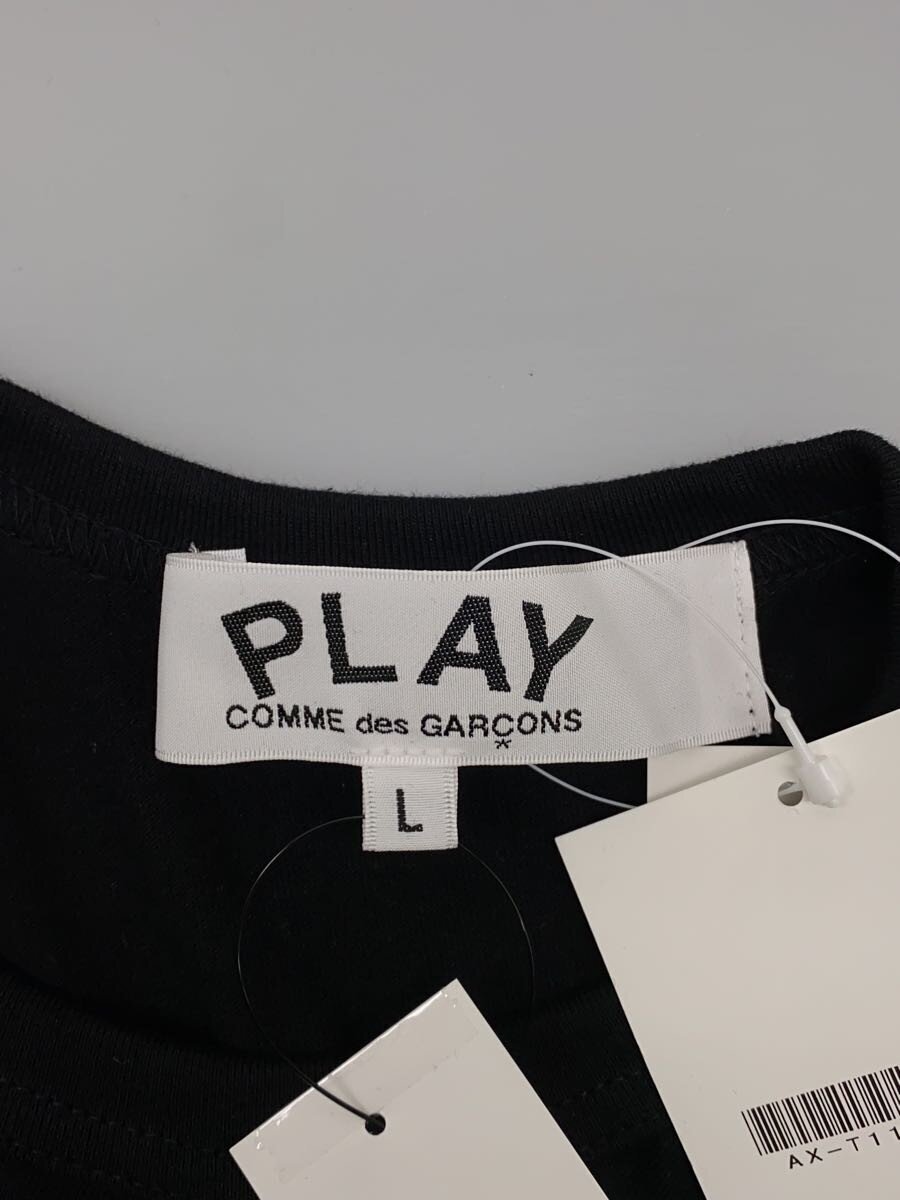 PLAY
COMME des GARÇONS
*
L
AX-T11